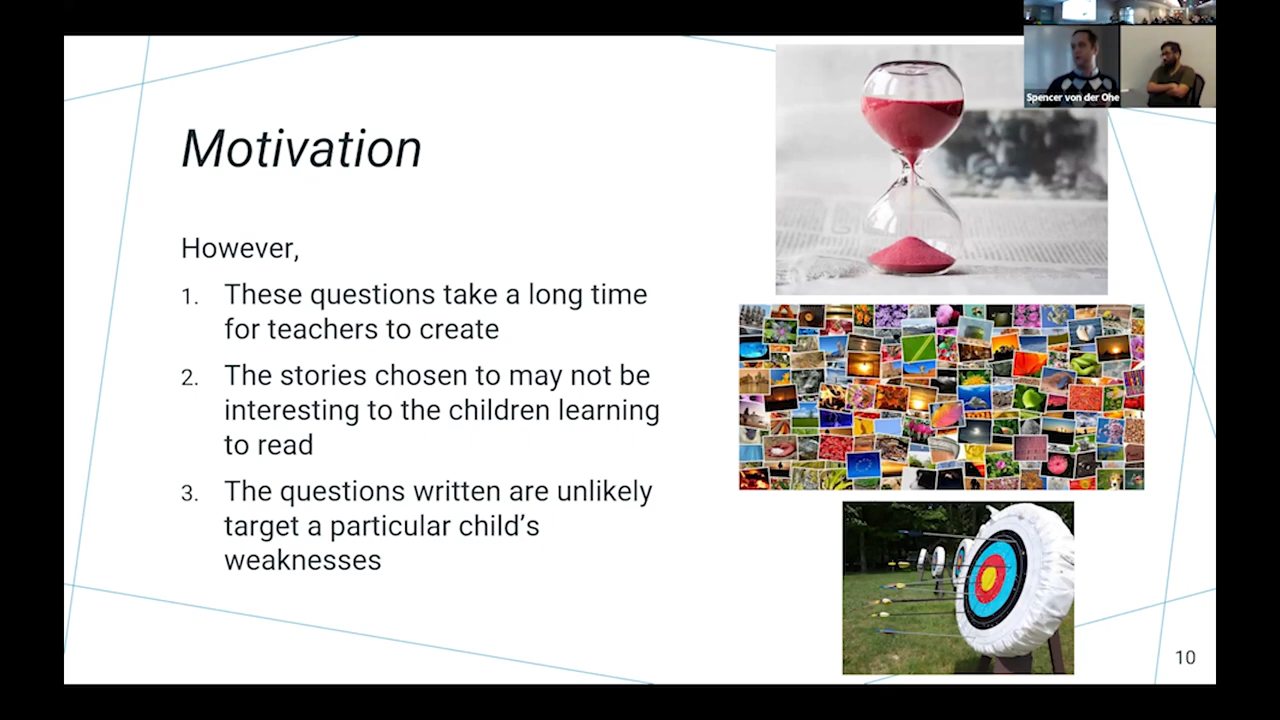 Spencer von der Ohe
Motivation
However,
1. These questions take a long time
for teachers to create
2. The stories chosen to may not be
interesting to the children learning
to read
3. The questions written are unlikely
target a particular child’s
weaknesses
10